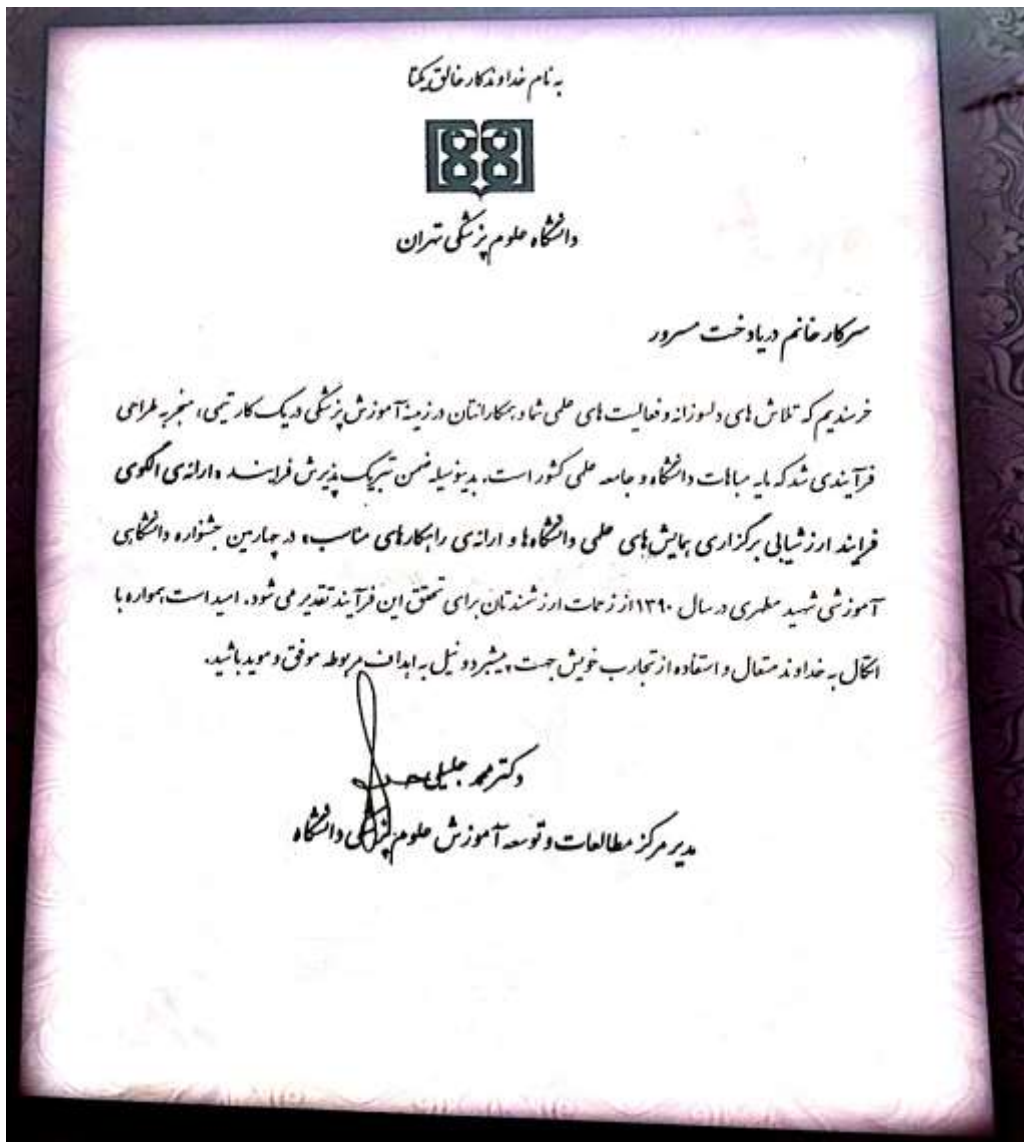 به نام خداوندکار خالق یکتا
دانشگاه علوم پزشکی تهران
سرکار خانم دریادخت مسرور
خرسندیم که تلاش های دلسوزانه و فعالیت های علمی شما و همکارانتان در زمینهٔ آموزش پزشکی در یک کار تیمی، منجر به طراحی
فرآیندی شد که مایه مباهات دانشگاه و جامعه علمی کشور است. بدینوسیله ضمن تبریک پذیرش فرایند «ارائه‌ی الگوی
فرایند ارزشیابی برگزاری همایش‌های علمی دانشگاه‌ها و ارائه‌ی راهکارهای مناسب» در چهارمین جشنواره دانشگاهی
آموزشی شهید مطهری در سال ۱۳۹۰ از زحمات ارزشمندتان برای تحقق این فرآیند تقدیر می شود. امید است همواره با
اتکال به خداوند متعال و استفاده از تجارب خویش جهت پیشبرد و نیل به اهداف مربوطه موفق و موید باشید.
دکتر محمد جلیلی
مدیر مرکز مطالعات و توسعه آموزش علوم پزشکی دانشگاه